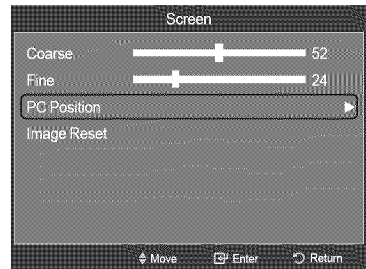 Screen
Coarse 52
Fine 24
PC Position
Image Reset
Move Enter Return